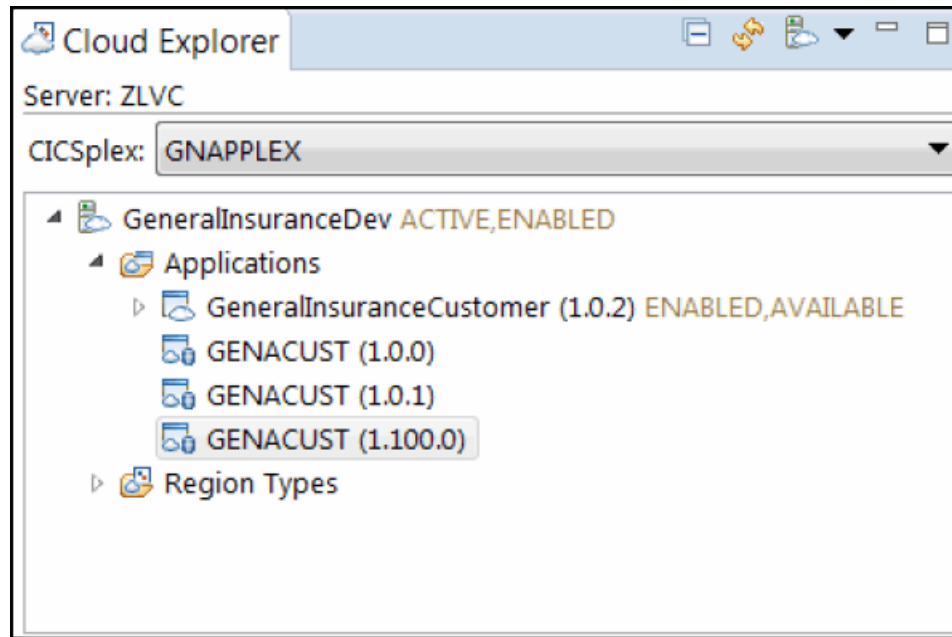 Cloud Explorer
Server: ZLVC
CICSplex: GNAPPLEX
GeneralInsuranceDev ACTIVE,ENABLED
Applications
GeneralInsuranceCustomer (1.0.2) ENABLED,AVAILABLE
GENACUST (1.0.0)
GENACUST (1.0.1)
GENACUST (1.100.0)
Region Types